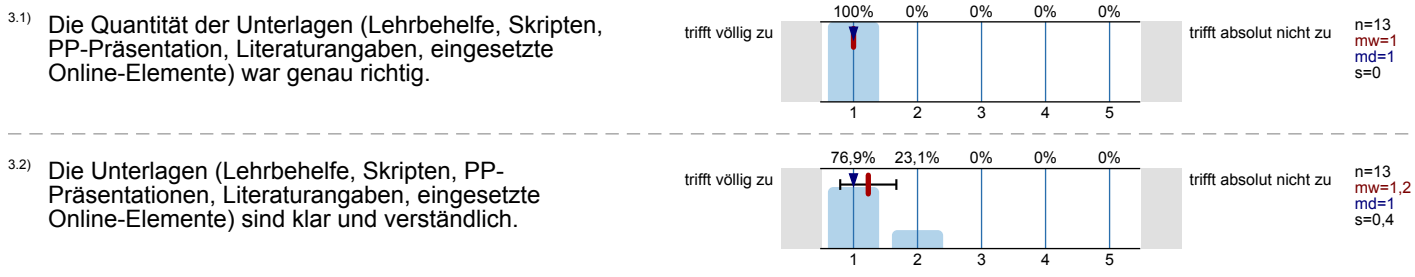 3.1) Die Quantität der Unterlagen (Lehrbehelfe, Skripten,
PP-Präsentation, Literaturangaben, eingesetzte
Online-Elemente) war genau richtig.
trifft völlig zu
100% 0% 0% 0% 0%
1 2 3 4 5
trifft absolut nicht zu
n=13
mw=1
md=1
s=0
3.2) Die Unterlagen (Lehrbehelfe, Skripten, PP-
Präsentationen, Literaturangaben, eingesetzte
Online-Elemente) sind klar und verständlich.
trifft völlig zu
76,9% 23,1% 0% 0% 0%
1 2 3 4 5
trifft absolut nicht zu
n=13
mw=1,2
md=1
s=0,4